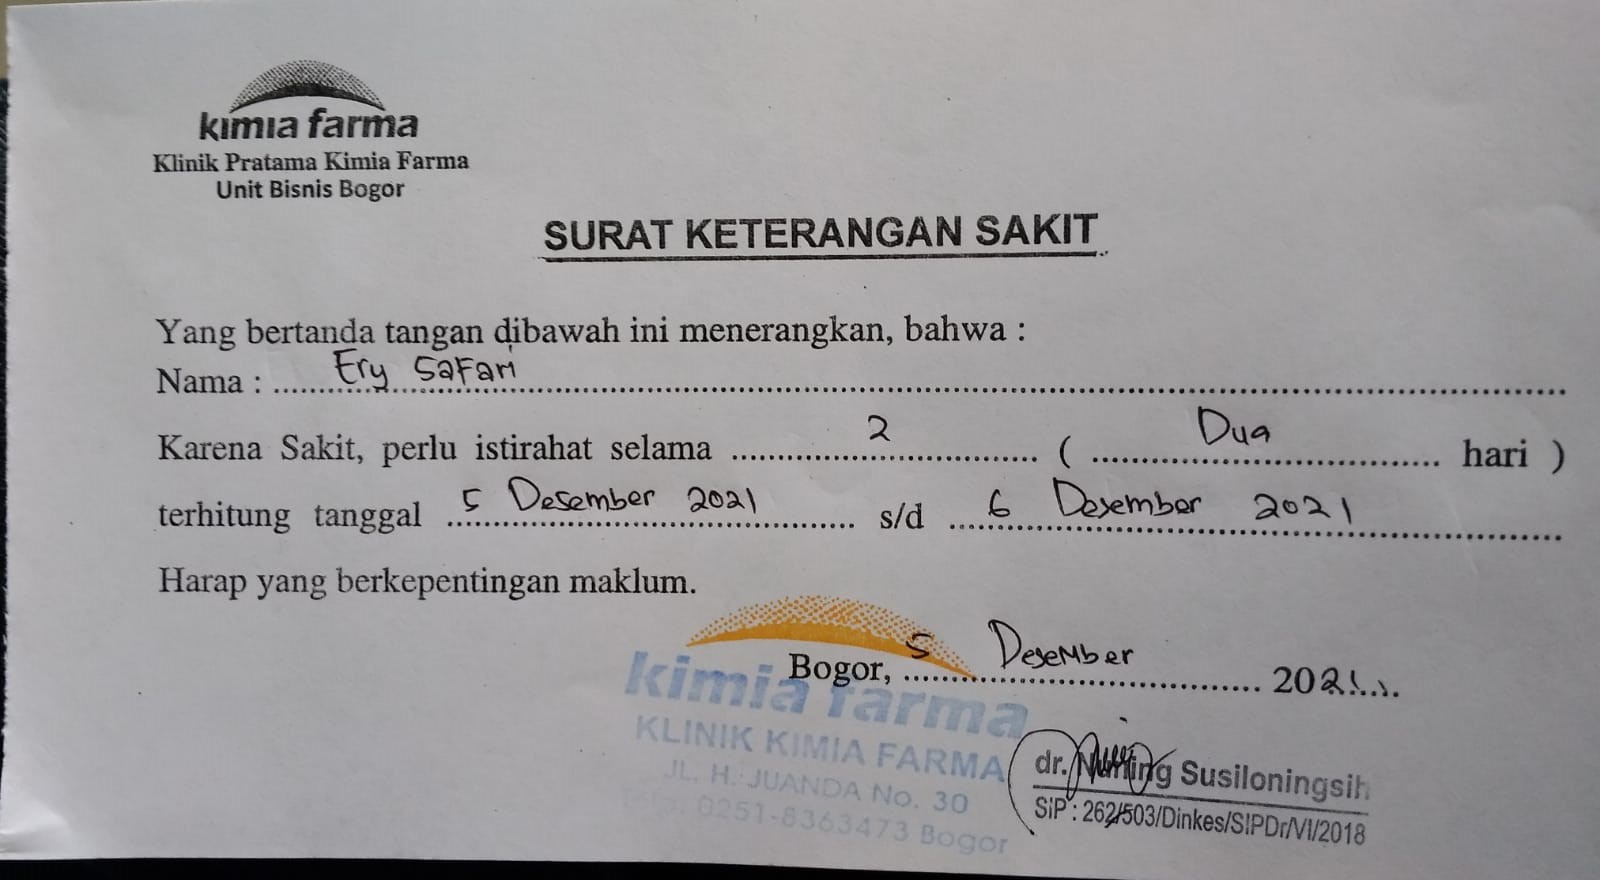 kimia farma
Klinik Pratama Kimia Farma
Unit Bisnis Bogor
SURAT KETERANGAN SAKIT
Yang bertanda tangan dibawah ini menerangkan, bahwa :
Nama : Ery Safari
Karena Sakit, perlu istirahat selama 2 ( Dua hari )
terhitung tanggal 5 Desember 2021 s/d 6 Desember 2021
Harap yang berkepentingan maklum.
Bogor, 5 Desember 2021
kimia farma
KLINIK KIMIA FARMA
JL. H. JUANDA No. 30
0251-8363473 Bogor
dr. Susiloningsih
SIP : 262/503/Dinkes/SIPDr/VI/2018